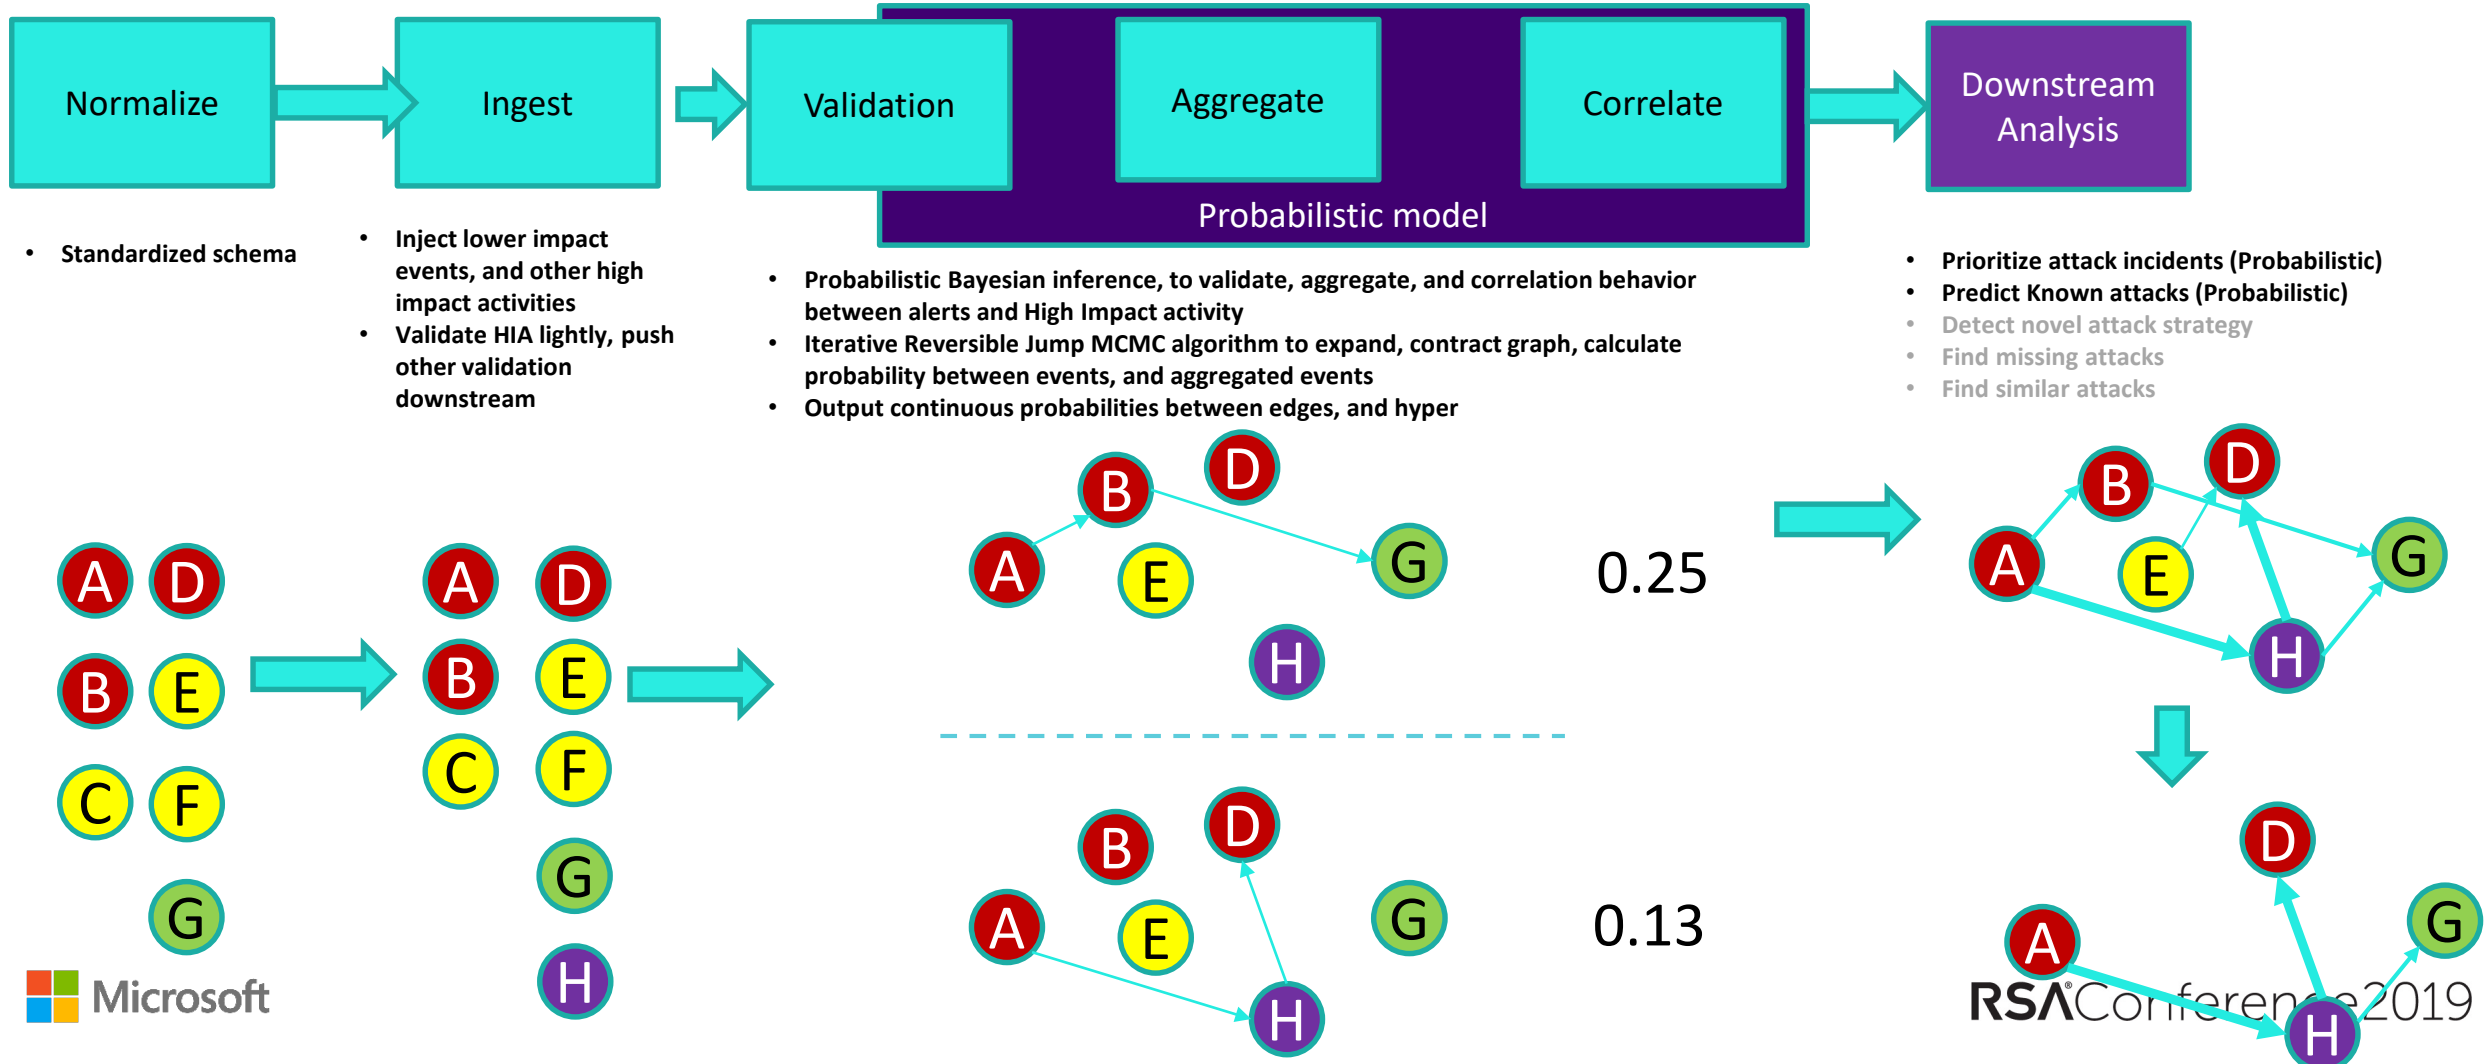 Normalize
Ingest
Validation
Aggregate
Correlate
Downstream
Analysis
Probabilistic model
• Standardized schema
• Inject lower impact
events, and other high
impact activities
• Validate HIA lightly, push
other validation
downstream
• Probabilistic Bayesian inference, to validate, aggregate, and correlation behavior
between alerts and High Impact activity
• Iterative Reversible Jump MCMC algorithm to expand, contract graph, calculate
probability between events, and aggregated events
• Output continuous probabilities between edges, and hyper
• Prioritize attack incidents (Probabilistic)
• Predict Known attacks (Probabilistic)
• Detect novel attack strategy
• Find missing attacks
• Find similar attacks
A D
B E
C F
G
A D
B E
C F
G
H
B D
A E G
H
0.25
B D
A E G
H
0.13
B D
A E G
H
D
A G
H
Microsoft
RSA®Conference2019